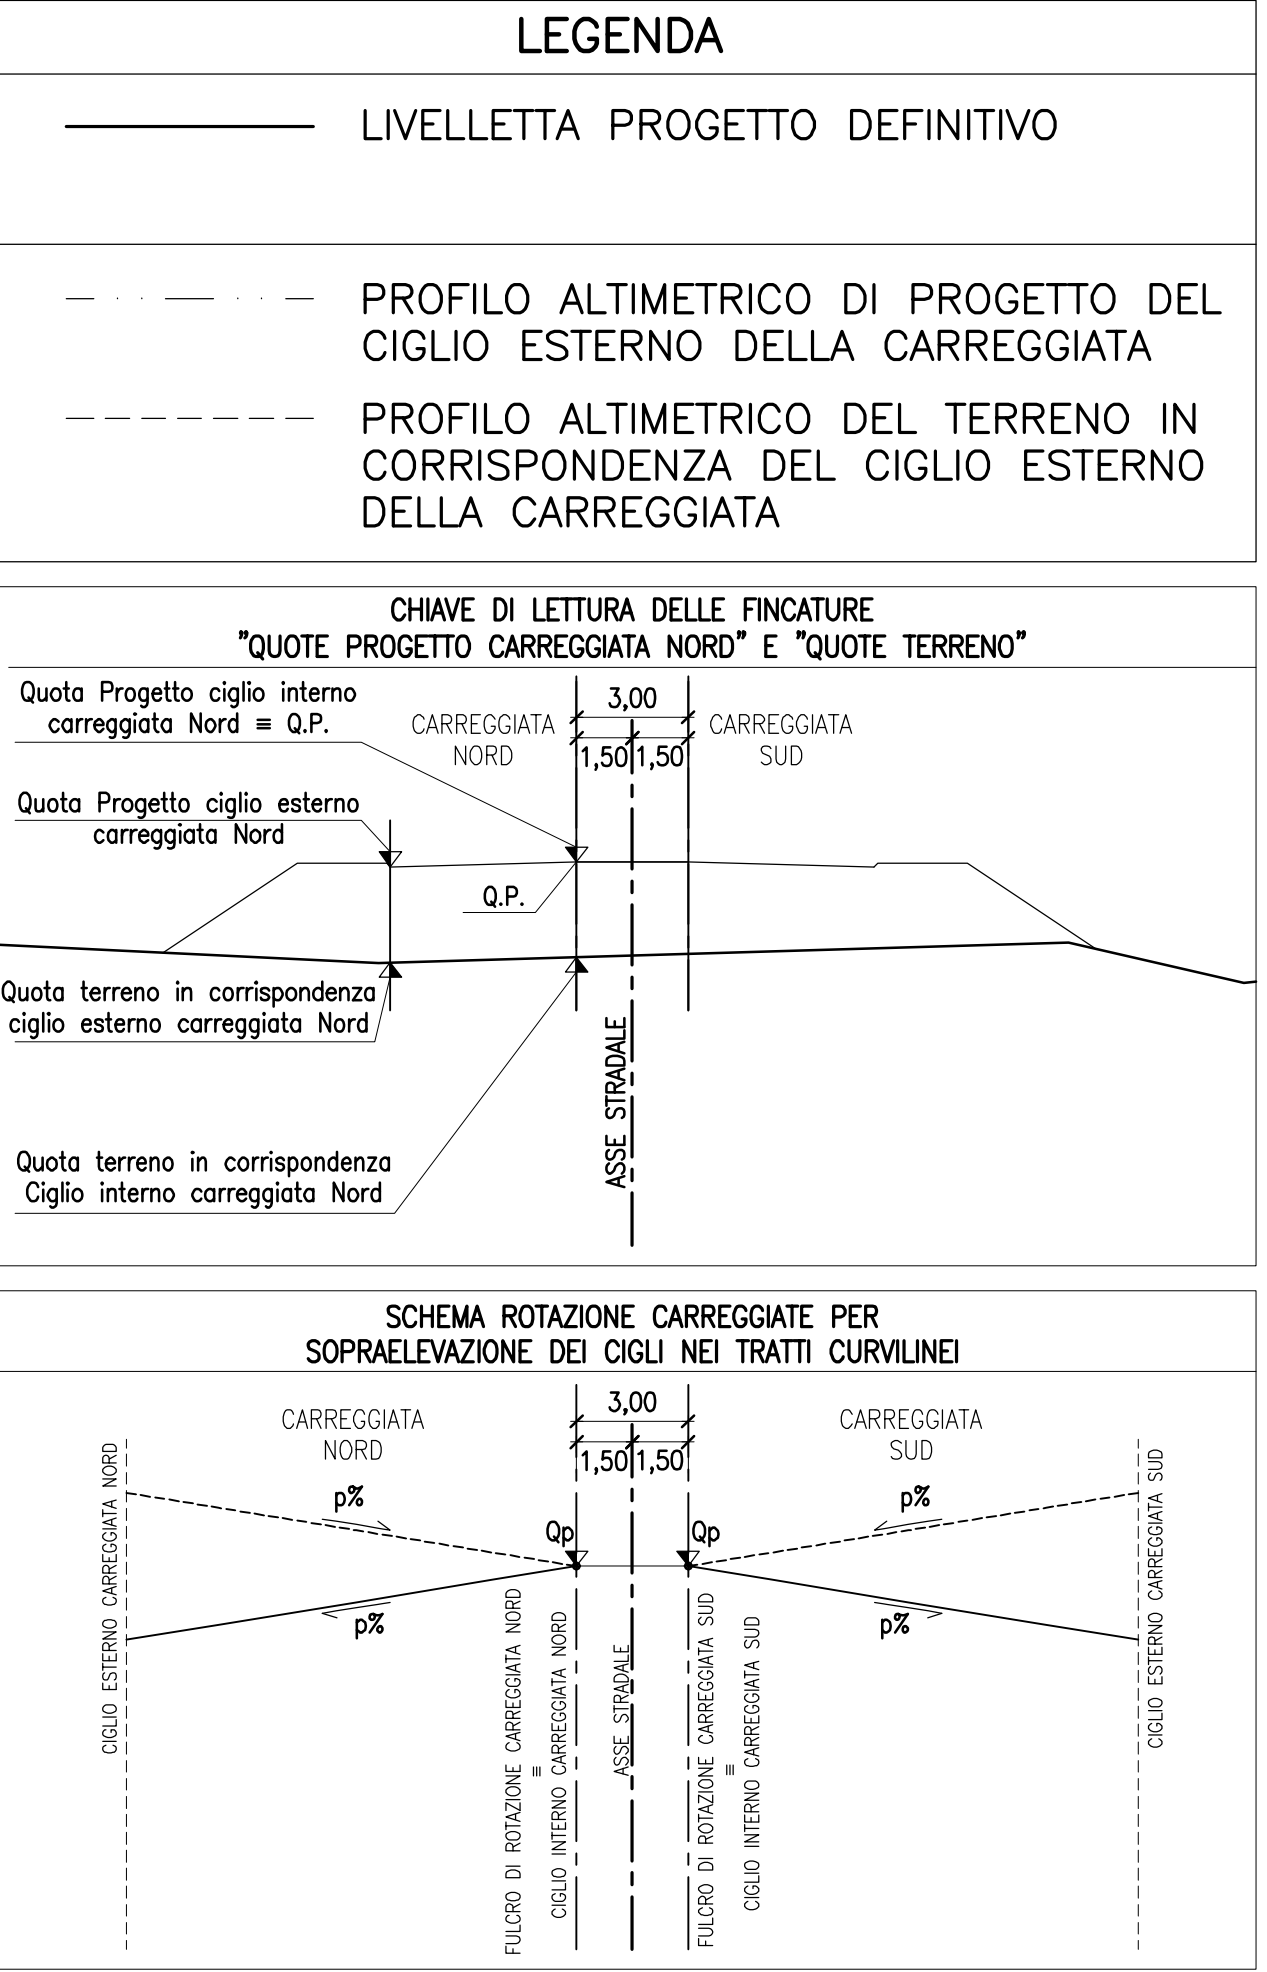 LEGENDA
LIVELLETTA PROGETTO DEFINITIVO
PROFILO ALTIMETRICO DI PROGETTO DEL
CIGLIO ESTERNO DELLA CARREGGIATA
PROFILO ALTIMETRICO DEL TERRENO IN
CORRISPONDENZA DEL CIGLIO ESTERNO
DELLA CARREGGIATA
CHIAVE DI LETTURA DELLE FINCATURE
"QUOTE PROGETTO CARREGGIATA NORD" E "QUOTE TERRENO"
Quota Progetto ciglio interno
carreggiata Nord ≡ Q.P.
CARREGGIATA
NORD
3,00
1,50
1,50
CARREGGIATA
SUD
Quota Progetto ciglio esterno
carreggiata Nord
Q.P.
Quota terreno in corrispondenza
ciglio esterno carreggiata Nord
ASSE STRADALE
Quota terreno in corrispondenza
Ciglio interno carreggiata Nord
SCHEMA ROTAZIONE CARREGGIATE PER
SOPRAELEVAZIONE DEI CIGLI NEI TRATTI CURVILINEI
CARREGGIATA
NORD
3,00
1,50
1,50
CARREGGIATA
SUD
CIGLIO ESTERNO CARREGGIATA NORD
p%
p%
Qp
Qp
p%
p%
CIGLIO ESTERNO CARREGGIATA SUD
FULCRO DI ROTAZIONE CARREGGIATA NORD
≡
CIGLIO INTERNO CARREGGIATA NORD
ASSE STRADALE
FULCRO DI ROTAZIONE CARREGGIATA SUD
≡
CIGLIO INTERNO CARREGGIATA SUD